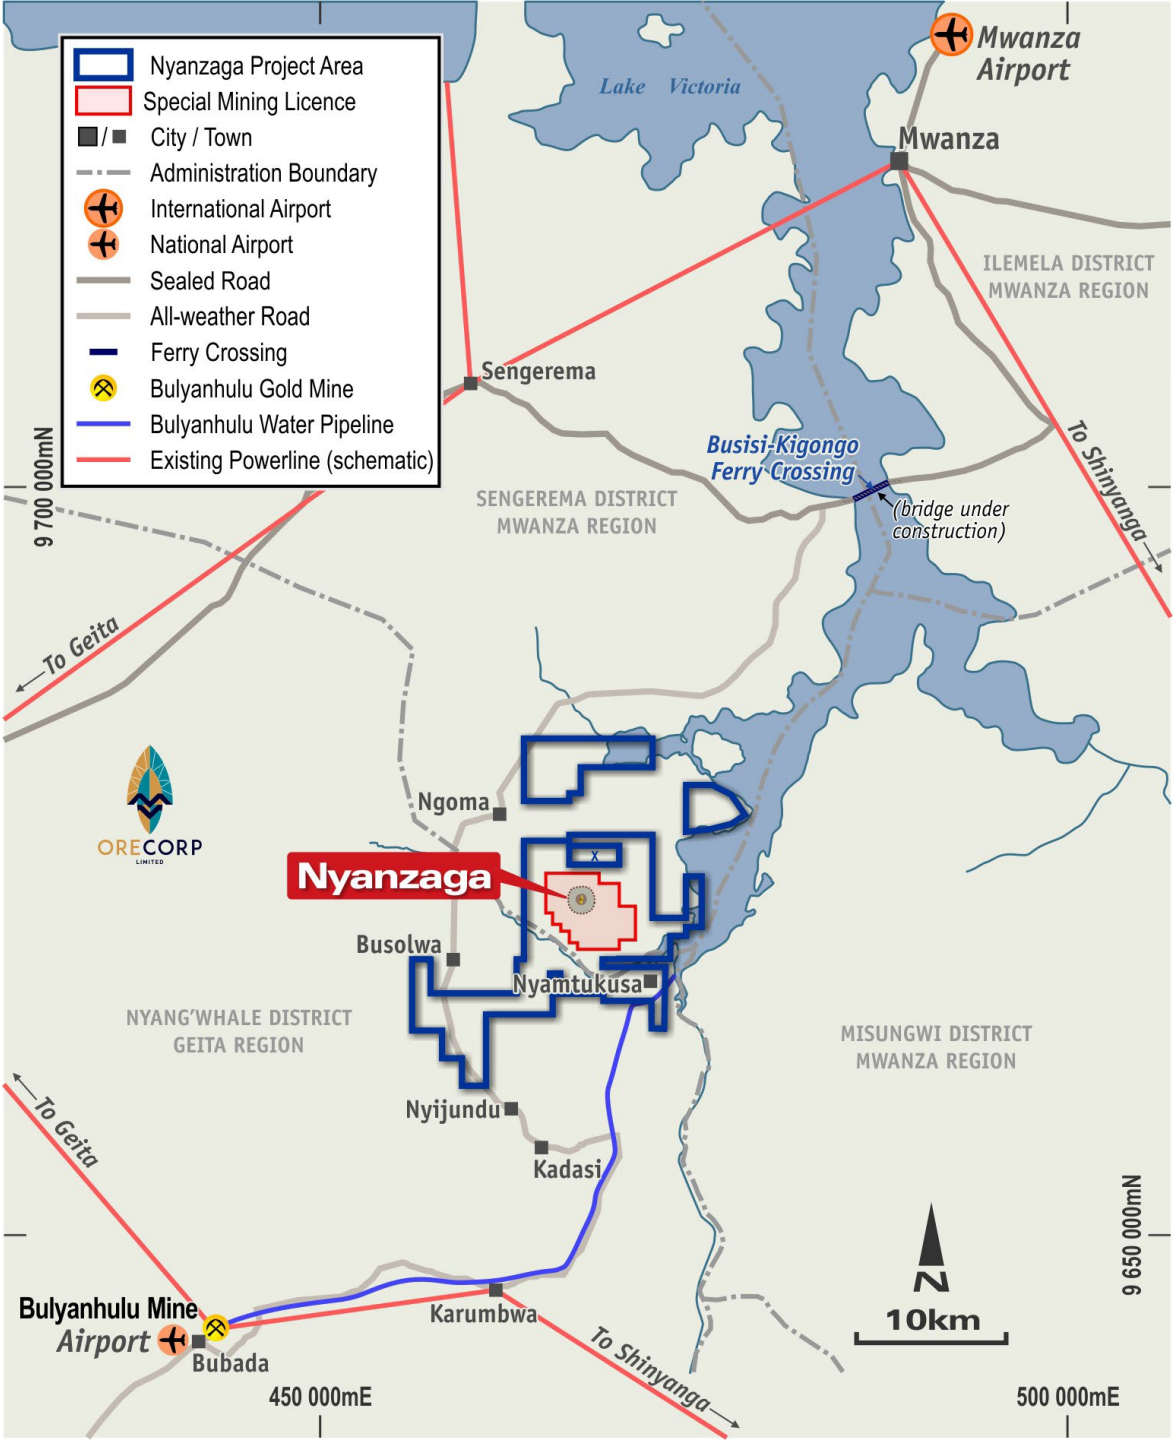 Nyanzaga Project Area
Special Mining Licence
/ City / Town
Administration Boundary
International Airport
National Airport
Sealed Road
All-weather Road
Ferry Crossing
Bulyanhulu Gold Mine
Bulyanhulu Water Pipeline
Existing Powerline (schematic)
Lake Victoria
Mwanza
Airport
Mwanza
ILEMELA DISTRICT
MWANZA REGION
Sengerema
To Shinyanga
Busisi-Kigongo
Ferry Crossing
(bridge under
construction)
SENGEREMA DISTRICT
MWANZA REGION
9 700 000mN
To Geita
ORECORP
LIMITED
Ngoma
X
Nyanzaga
Busolwa
Nyamtukusa
NYANG'WHALE DISTRICT
GEITA REGION
MISUNGWI DISTRICT
MWANZA REGION
To Geita
Nyijundu
Kadasi
9 650 000mN
N
10km
Bulyanhulu Mine
Airport
Bubada
Karumbwa
To Shinyanga
450 000mE
500 000mE